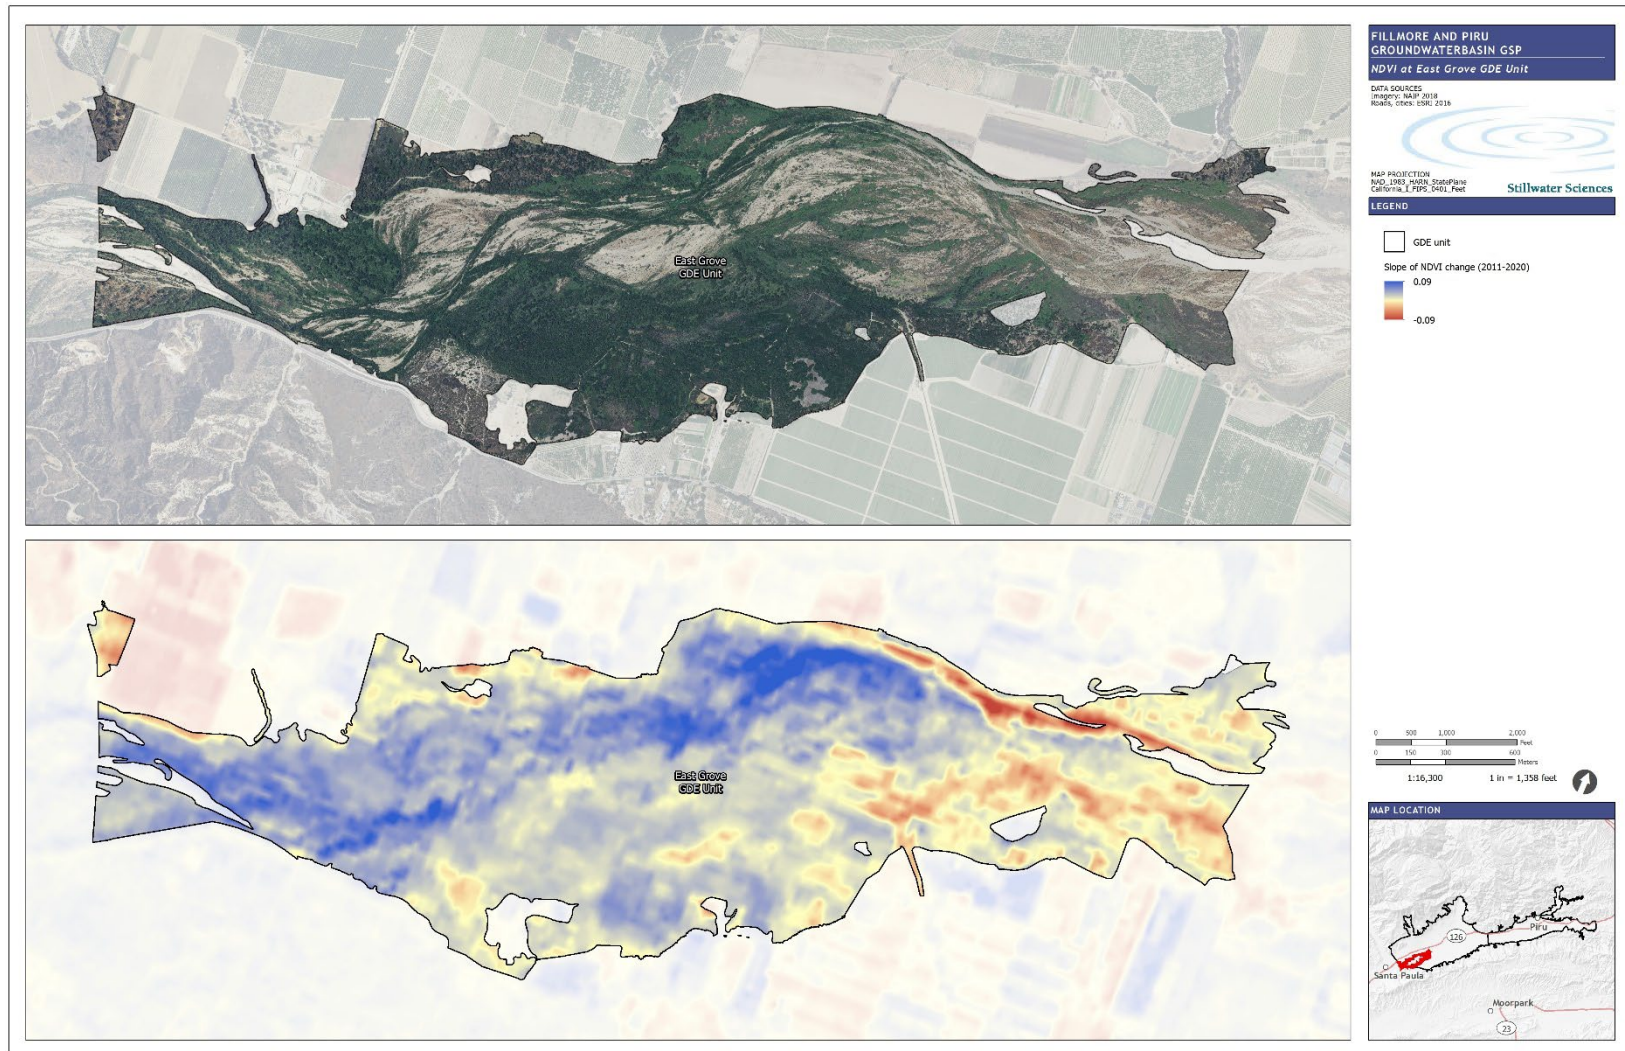 FILLMORE AND PIRU
GROUNDWATERBASIN GSP
NDVI at East Grove GDE Unit
DATA SOURCES
Imagery: NAIP 2018
Roads, cities: ESRI 2016
MAP PROJECTION
NAD_1983_HARN_StatePlane
California_I_FIPS_0401_Feet
Stillwater Sciences
LEGEND
GDE unit
Slope of NDVI change (2011-2020)
0.09
-0.09
East Grove
GDE Unit
East Grove
GDE Unit
0 500 1,000 2,000
Feet
0 150 300 600
Meters
1:16,300 1 in = 1,358 feet
MAP LOCATION
126
Piru
Santa Paula
Moorpark
23